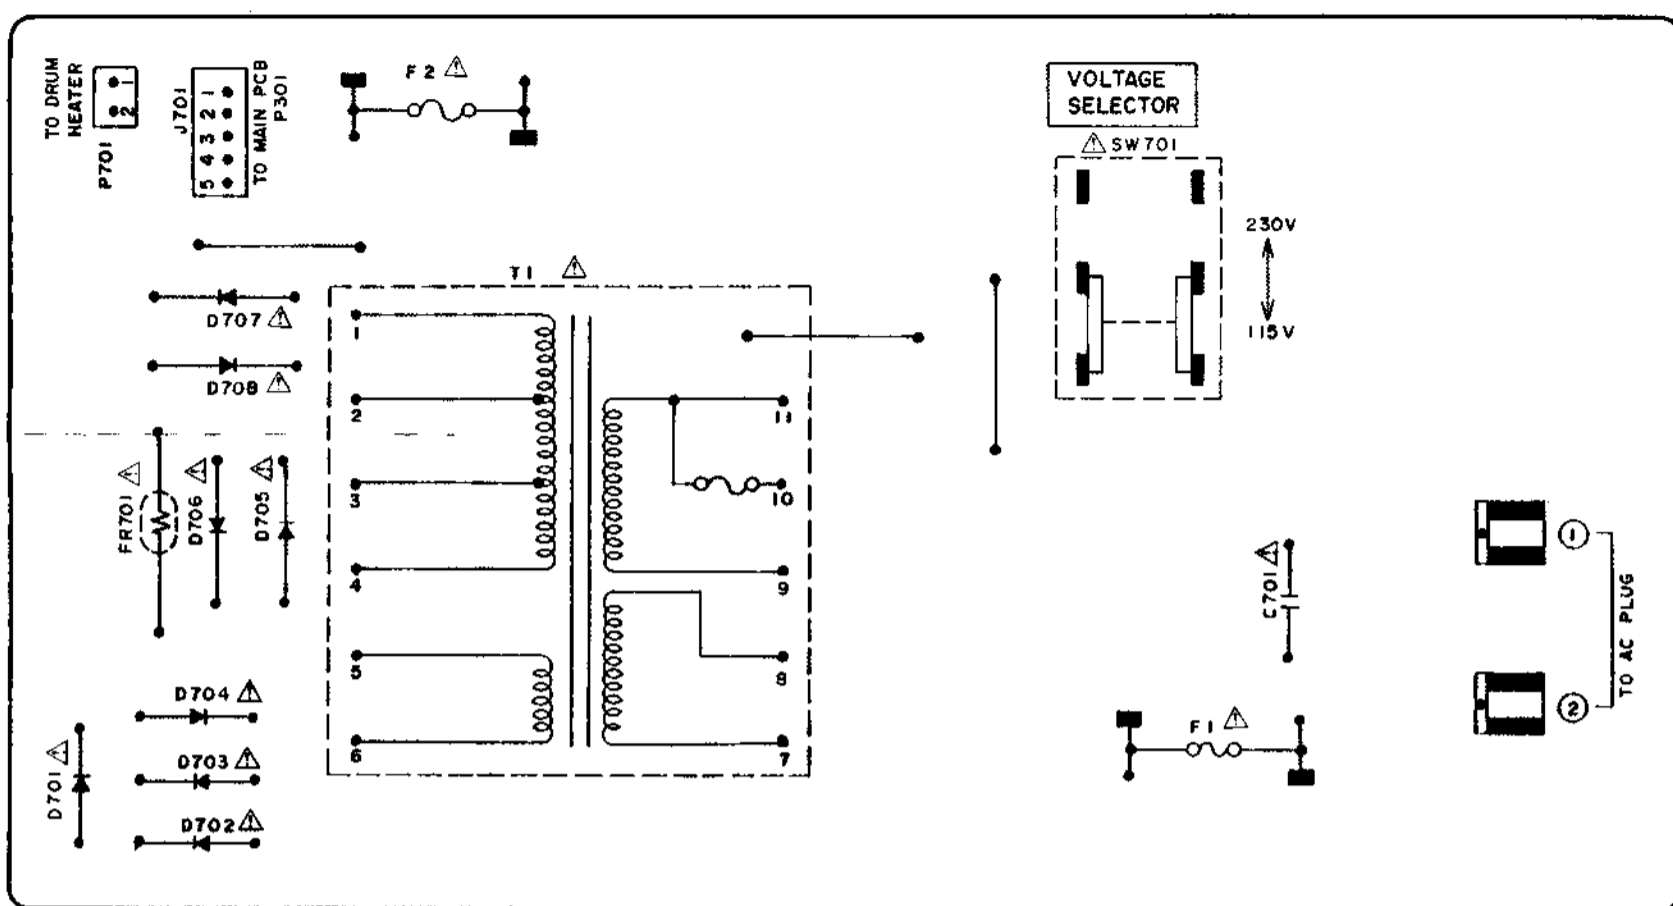 TO DRUM
HEATER
P701
1
2
J701
1
2
3
4
5
TO MAIN PCB
P301
F2
VOLTAGE
SELECTOR
SW701
230V
115V
D707
D708
T1
1
2
3
4
5
6
11
10
9
8
7
FR701
D706
D705
C701
1
2
TO AC PLUG
F1
D704
D703
D702
D701